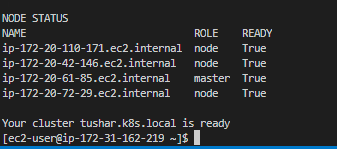 NODE STATUS
NAME ROLE READY
ip-172-20-110-171.ec2.internal node True
ip-172-20-42-146.ec2.internal node True
ip-172-20-61-85.ec2.internal master True
ip-172-20-72-29.ec2.internal node True
Your cluster tushar.k8s.local is ready
[ec2-user@ip-172-31-162-219 ~]$